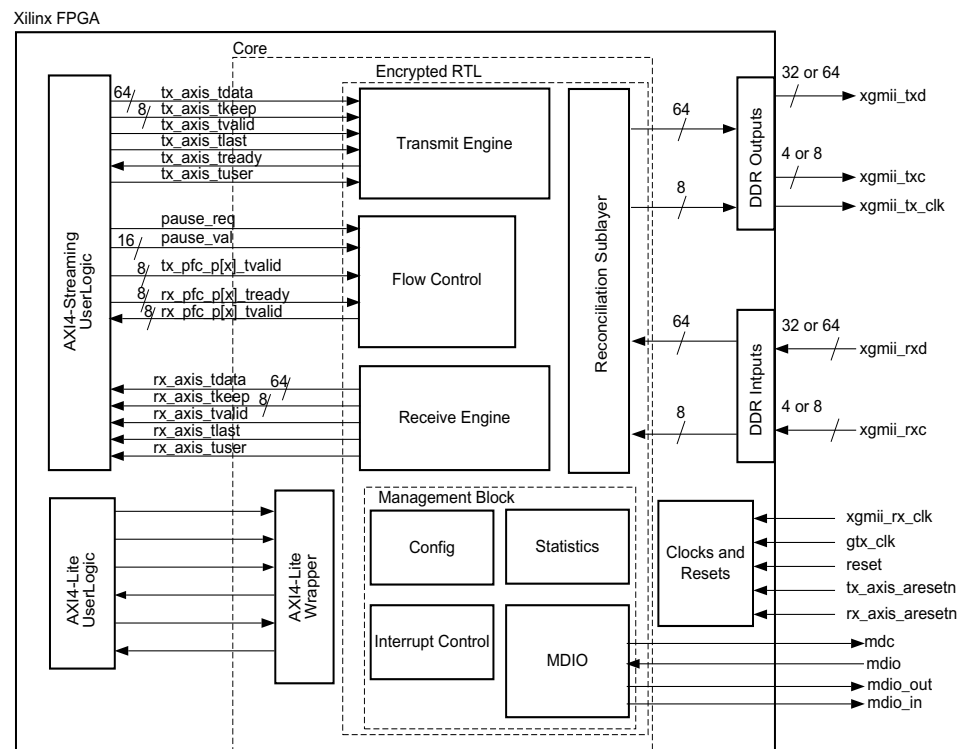 Xilinx FPGA
Core
Encrypted RTL
AXI4-Streaming
UserLogic
64
tx_axis_tdata
8
tx_axis_tkeep
tx_axis_tvalid
tx_axis_tlast
tx_axis_tready
tx_axis_tuser
Transmit Engine
pause_req
16
pause_val
8
tx_pfc_p[x]_tvalid
8
rx_pfc_p[x]_tready
8
rx_pfc_p[x]_tvalid
Flow Control
rx_axis_tdata
64
rx_axis_tkeep
8
rx_axis_tvalid
rx_axis_tlast
rx_axis_tuser
Receive Engine
Reconciliation Sublayer
64
8
DDR Outputs
32 or 64
xgmii_txd
4 or 8
xgmii_txc
xgmii_tx_clk
64
8
DDR Intputs
32 or 64
xgmii_rxd
4 or 8
xgmii_rxc
AXI4-Lite
UserLogic
AXI4-Lite
Wrapper
Management Block
Config
Statistics
Interrupt Control
MDIO
Clocks and
Resets
xgmii_rx_clk
gtx_clk
reset
tx_axis_aresetn
rx_axis_aresetn
mdc
mdio
mdio_out
mdio_in